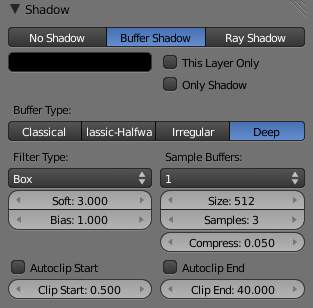 Shadow
No Shadow Buffer Shadow Ray Shadow
This Layer Only
Only Shadow
Buffer Type:
Classical lassic-Halfwa Irregular Deep
Filter Type: Sample Buffers:
Box 1
Soft: 3.000 Size: 512
Bias: 1.000 Samples: 3
Compress: 0.050
Autoclip Start Autoclip End
Clip Start: 0.500 Clip End: 40.000